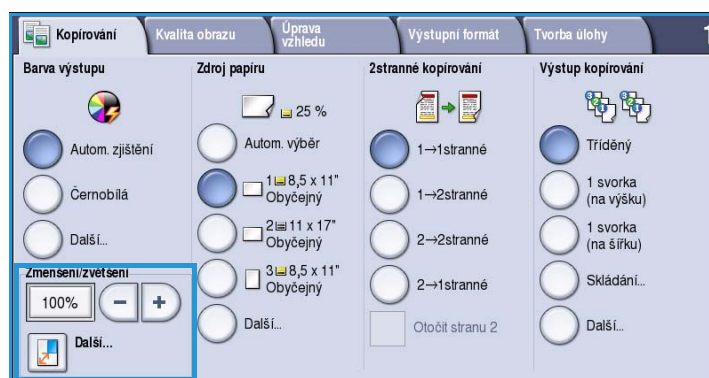 Kopírování
Kvalita obrazu
Úprava
vzhledu
Výstupní formát
Tvorba úlohy
1
Barva výstupu
Autom. zjištění
Černobílá
Další...
Zmenšení/zvětšení
100%
- +
Další...
Zdroj papíru
25 %
Autom. výběr
1 8,5 x 11"
Obyčejný
2 11 x 17"
Obyčejný
3 8,5 x 11"
Obyčejný
Další...
2stranné kopírování
1→1stranné
1→2stranné
2→2stranné
2→1stranné
Otočit stranu 2
Výstup kopírování
Tříděný
1 svorka
(na výšku)
1 svorka
(na šířku)
Skládání...
Další...